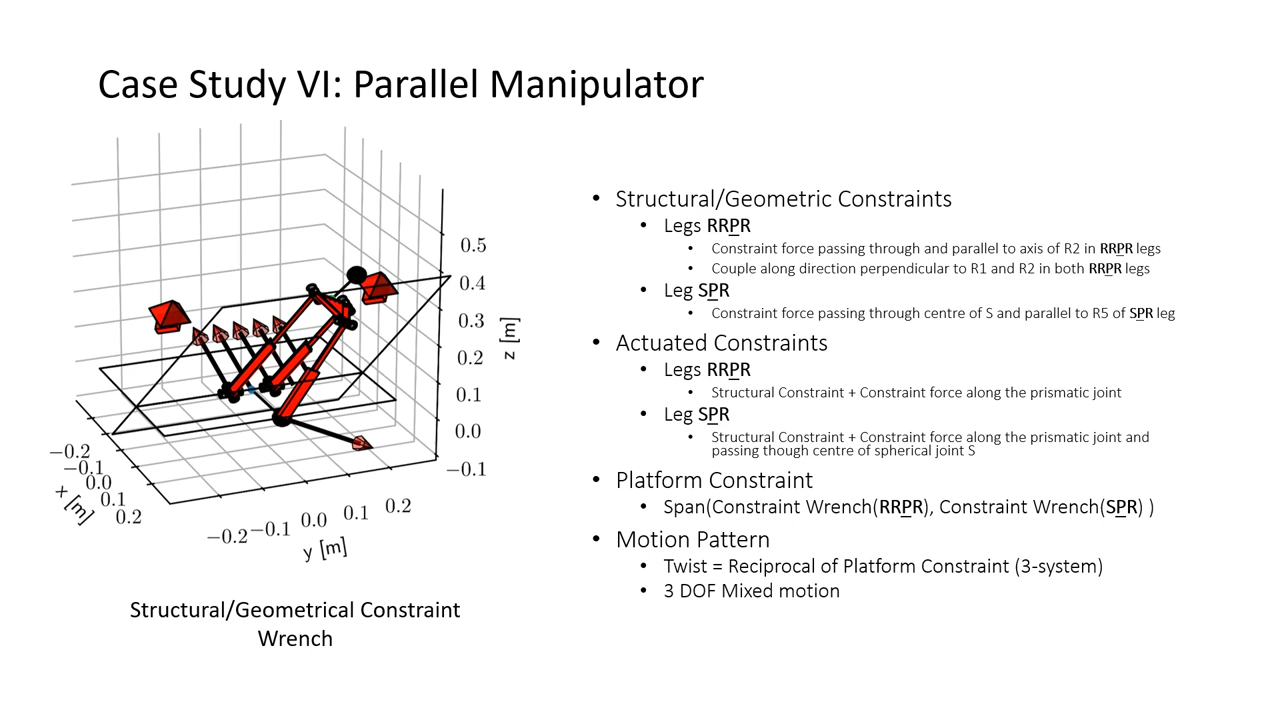 Case Study VI: Parallel Manipulator
0.5
0.4
0.3
0.2
0.1
0.0
−0.1
z [m]
−0.2
−0.1
0.0
0.1
0.2
x [m]
−0.2
−0.1
0.0
0.1
0.2
y [m]
Structural/Geometrical Constraint
Wrench
• Structural/Geometric Constraints
• Legs RRPR
• Constraint force passing through and parallel to axis of R2 in RRPR legs
• Couple along direction perpendicular to R1 and R2 in both RRPR legs
• Leg SPR
• Constraint force passing through centre of S and parallel to R5 of SPR leg
• Actuated Constraints
• Legs RRPR
• Structural Constraint + Constraint force along the prismatic joint
• Leg SPR
• Structural Constraint + Constraint force along the prismatic joint and
passing though centre of spherical joint S
• Platform Constraint
• Span(Constraint Wrench(RRPR), Constraint Wrench(SPR) )
• Motion Pattern
• Twist = Reciprocal of Platform Constraint (3-system)
• 3 DOF Mixed motion